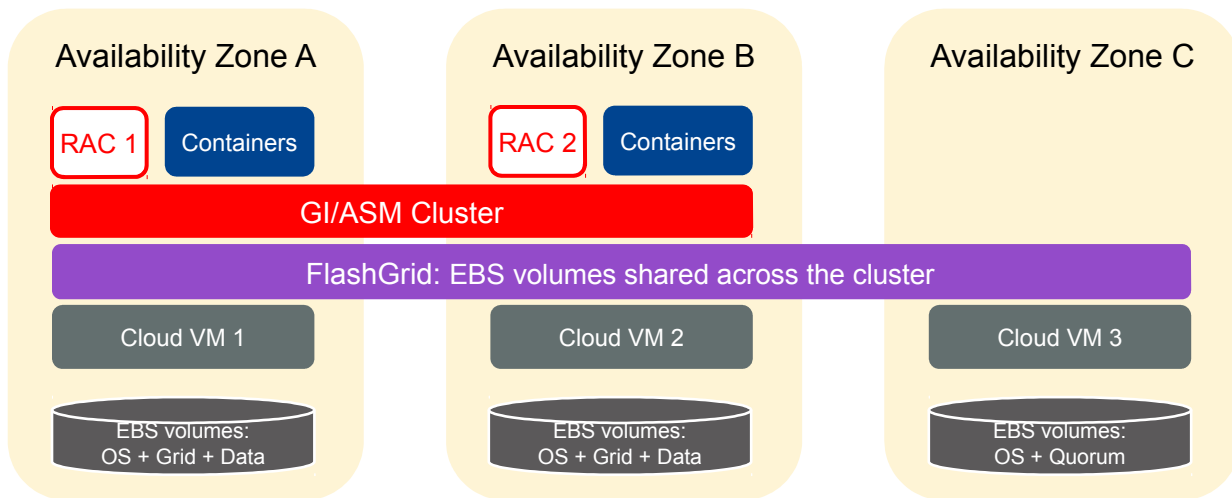 Availability Zone A
Availability Zone B
Availability Zone C
RAC 1
Containers
RAC 2
Containers
GI/ASM Cluster
FlashGrid: EBS volumes shared across the cluster
Cloud VM 1
Cloud VM 2
Cloud VM 3
EBS volumes:
OS + Grid + Data
EBS volumes:
OS + Grid + Data
EBS volumes:
OS + Quorum